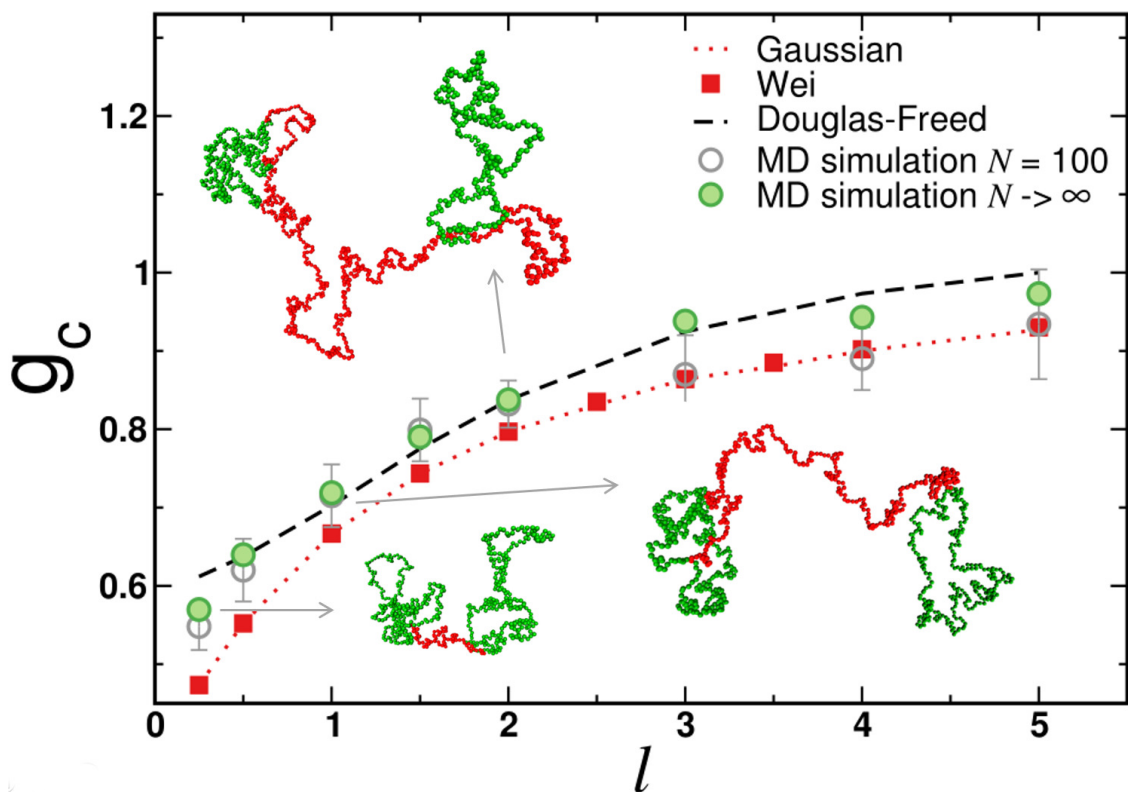 Gaussian
Wei
Douglas-Freed
MD simulation N = 100
MD simulation N -> ∞
1.2
1
0.8
0.6
g_c
0 1 2 3 4 5
l